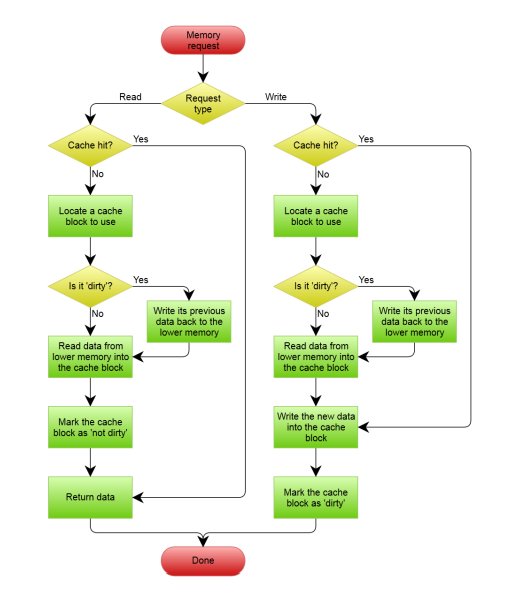 Memory
request
Request
type
Read
Write
Cache hit?
Yes
No
Locate a cache
block to use
Is it 'dirty'?
Yes
No
Write its previous
data back to the
lower memory
Read data from
lower memory into
the cache block
Mark the cache
block as 'not dirty'
Return data
Cache hit?
Yes
No
Locate a cache
block to use
Is it 'dirty'?
Yes
No
Write its previous
data back to the
lower memory
Read data from
lower memory into
the cache block
Write the new data
into the cache
block
Mark the cache
block as 'dirty'
Done